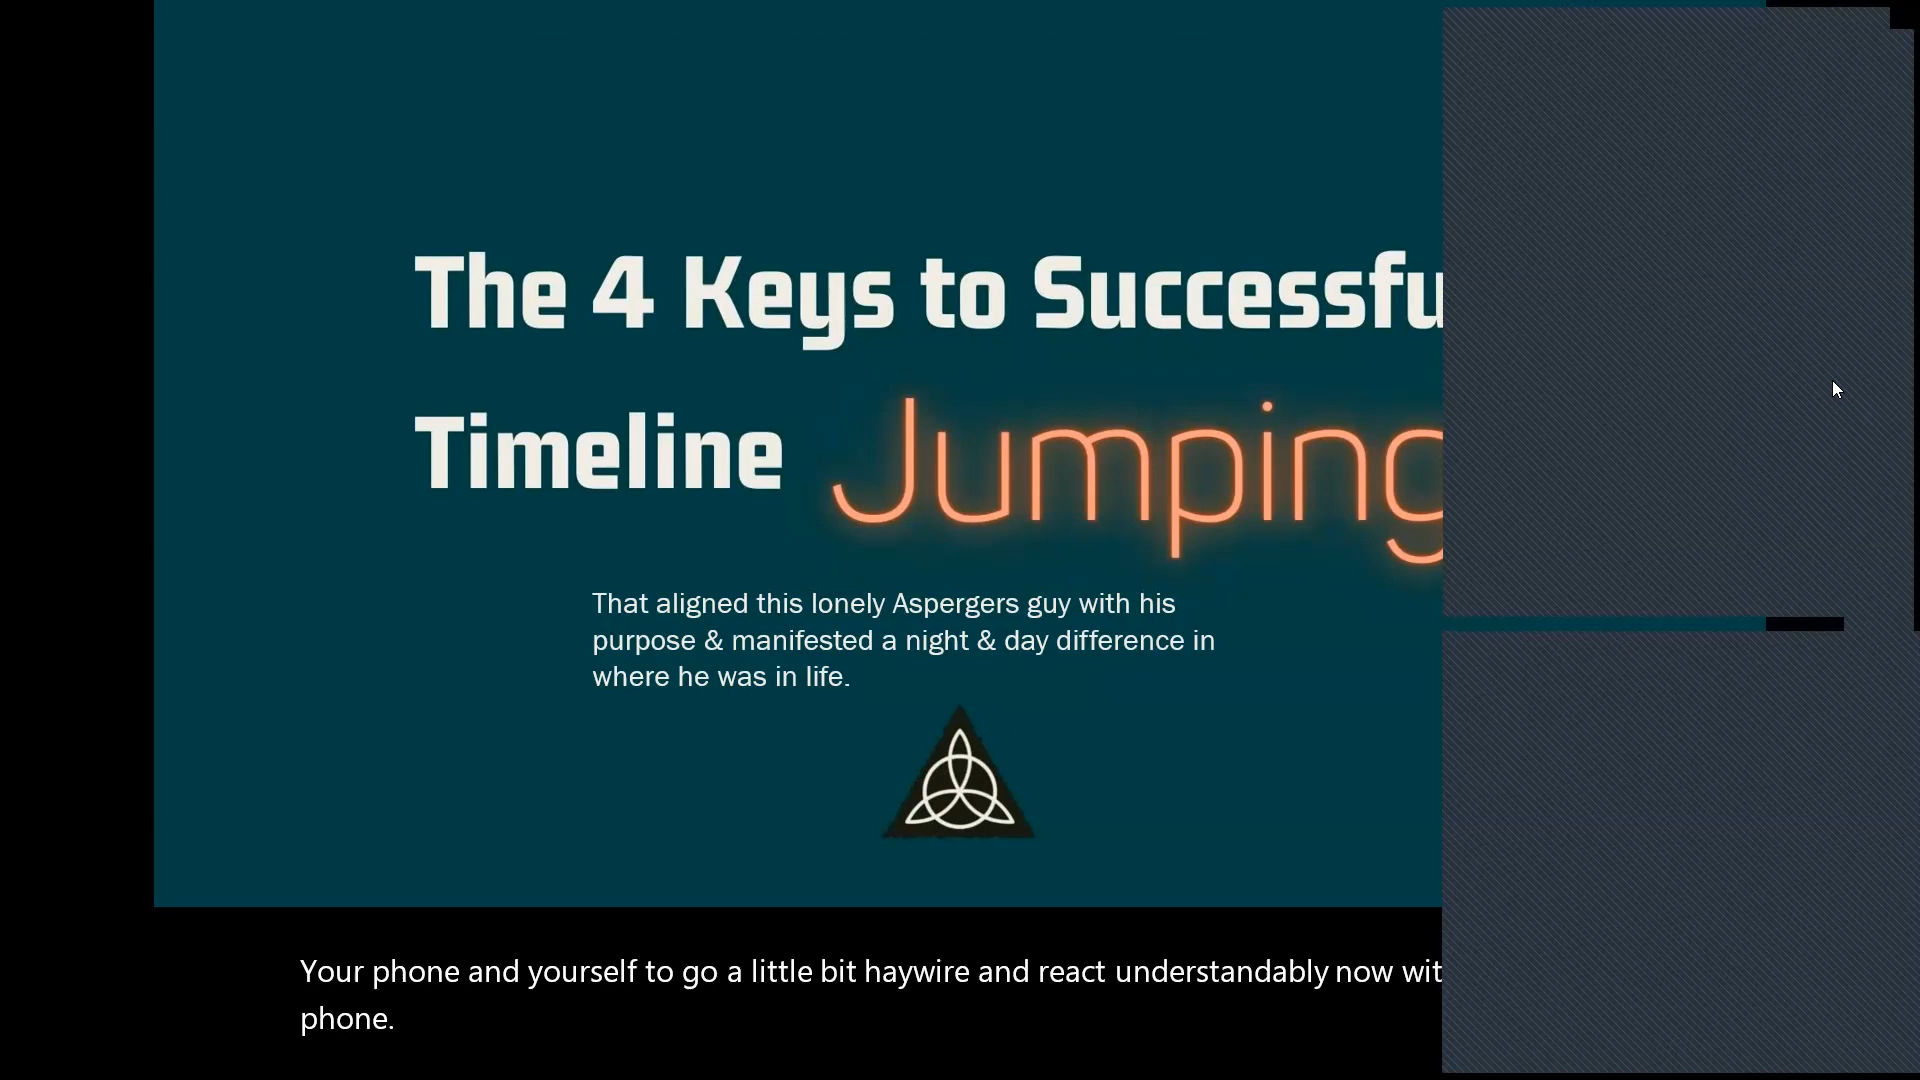 The 4 Keys to Successfu
Timeline Jumping
That aligned this lonely Aspergers guy with his
purpose & manifested a night & day difference in
where he was in life.
Your phone and yourself to go a little bit haywire and react understandably now wit
phone.